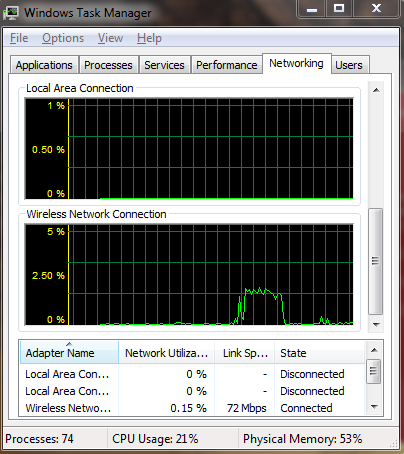 Windows Task Manager
File Options View Help
Applications Processes Services Performance Networking Users
Local Area Connection
1 %
0.50 %
0 %
Wireless Network Connection
5 %
2.50 %
0 %
Adapter Name Network Utiliza... Link Sp... State
Local Area Con... 0 % - Disconnected
Local Area Con... 0 % - Disconnected
Wireless Netwo... 0.15 % 72 Mbps Connected
Processes: 74 CPU Usage: 21% Physical Memory: 53%